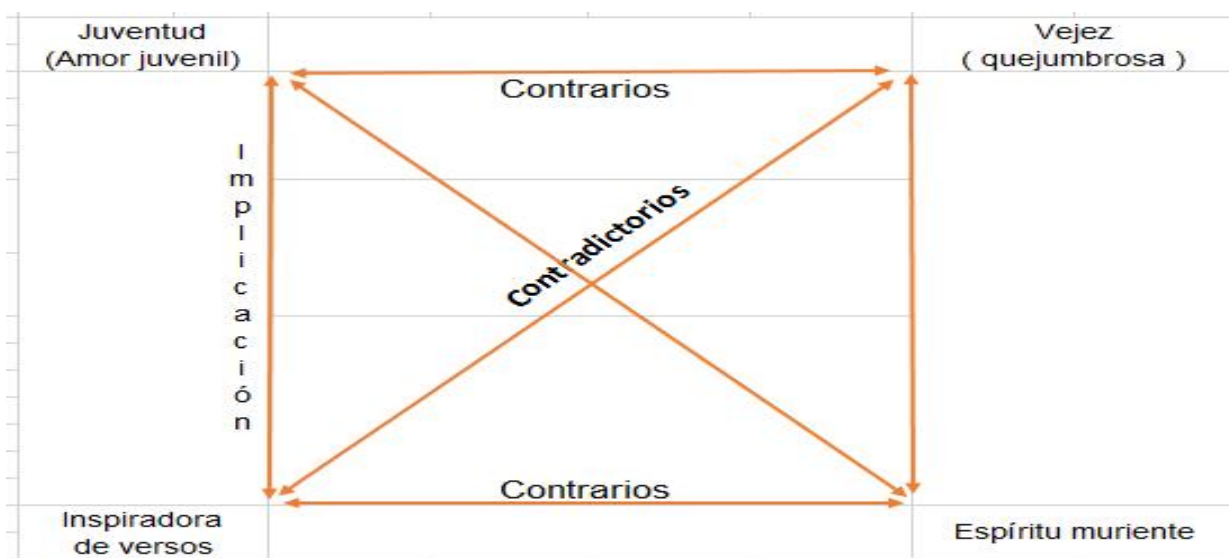 Juventud
(Amor juvenil)
Vejez
( quejumbrosa )
Contrarios
Implicación
Contradictorios
Contrarios
Inspiradora
de versos
Espíritu muriente